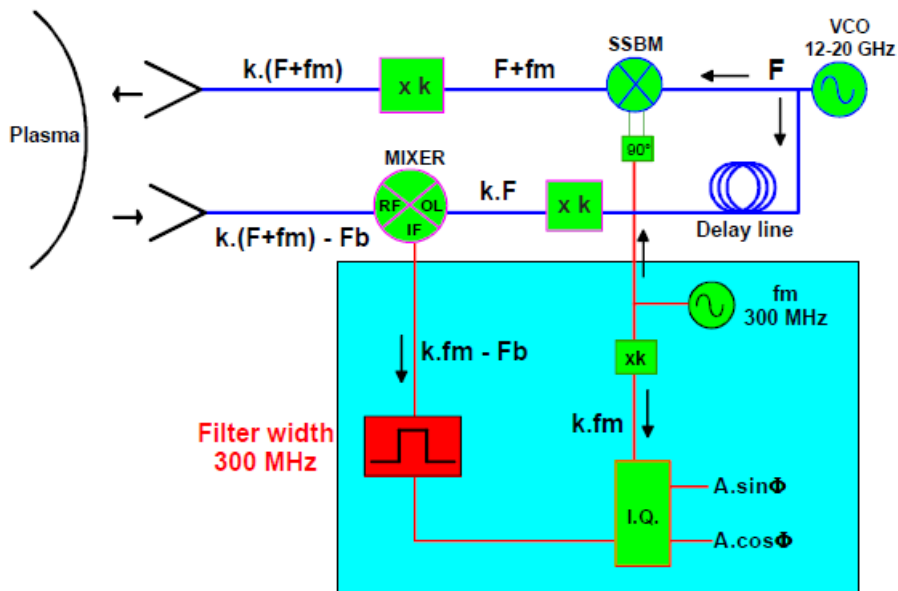 VCO
12-20 GHz
SSBM
k.(F+fm)
F+fm
F
x k
Plasma
90°
MIXER
RF
OL
IF
k.F
x k
Delay line
k.(F+fm) - Fb
fm
300 MHz
k.fm - Fb
xk
k.fm
Filter width
300 MHz
I.Q.
A.sinΦ
A.cosΦ